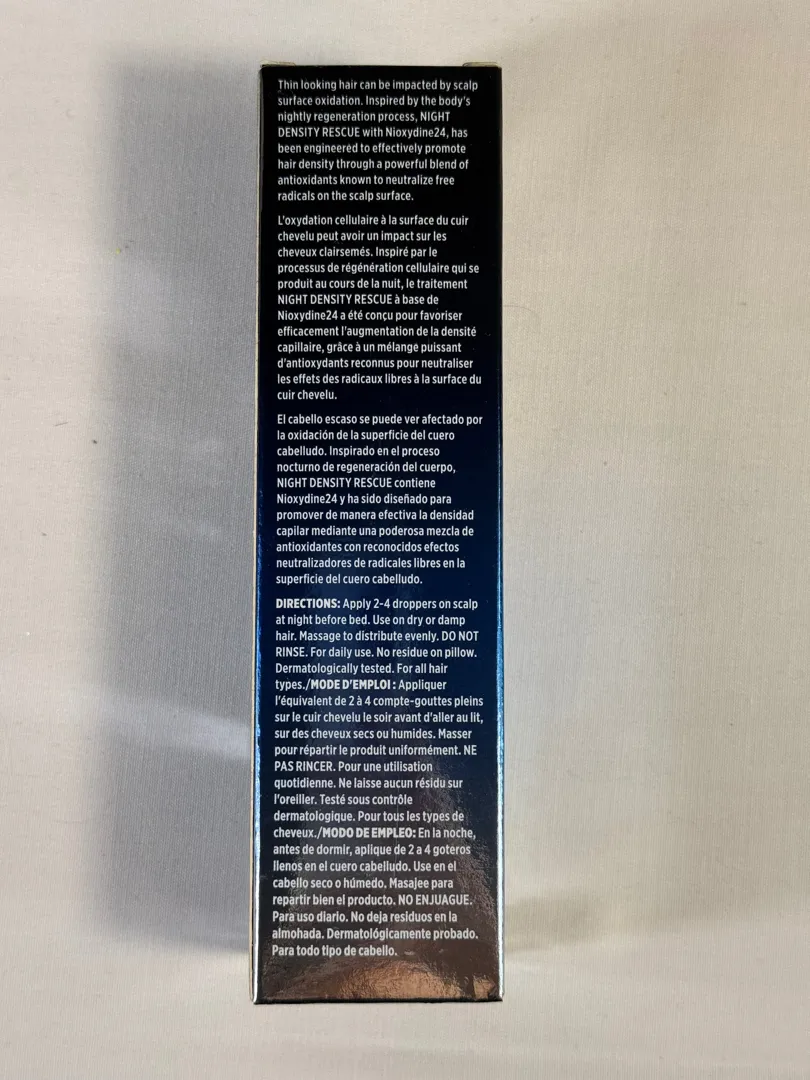 Thin looking hair can be impacted by scalp
surface oxidation. Inspired by the body's
nightly regeneration process, NIGHT
DENSITY RESCUE with Nioxydine24, has
been engineered to effectively promote
hair density through a powerful blend of
antioxidants known to neutralize free
radicals on the scalp surface.
L'oxydation cellulaire à la surface du cuir
chevelu peut avoir un impact sur les
cheveux clairsemés. Inspiré par le
processus de régénération cellulaire qui se
produit au cours de la nuit, le traitement
NIGHT DENSITY RESCUE à base de
Nioxydine24 a été conçu pour favoriser
efficacement l'augmentation de la densité
capillaire, grâce à un mélange puissant
d'antioxydants reconnus pour neutraliser
les effets des radicaux libres à la surface du
cuir chevelu.
El cabello escaso se puede ver afectado por
la oxidación de la superficie del cuero
cabelludo. Inspirado en el proceso
nocturno de regeneración del cuerpo,
NIGHT DENSITY RESCUE contiene
Nioxydine24 y ha sido diseñado para
promover de manera efectiva la densidad
capilar mediante una poderosa mezcla de
antioxidantes con reconocidos efectos
neutralizadores de radicales libres en la
superficie del cuero cabelludo.
DIRECTIONS: Apply 2-4 droppers on scalp
at night before bed. Use on dry or damp
hair. Massage to distribute evenly. DO NOT
RINSE. For daily use. No residue on pillow.
Dermatologically tested. For all hair
types./MODE D'EMPLOI : Appliquer
l'équivalent de 2 à 4 compte-gouttes pleins
sur le cuir chevelu le soir avant d'aller au lit,
sur des cheveux secs ou humides. Masser
pour répartir le produit uniformément. NE
PAS RINCER. Pour une utilisation
quotidienne. Ne laisse aucun résidu sur
l'oreiller. Testé sous contrôle
dermatologique. Pour tous les types de
cheveux./MODO DE EMPLEO: En la noche,
antes de dormir, aplique de 2 a 4 goteros
llenos en el cuero cabelludo. Use en el
cabello seco o húmedo. Masajee para
repartir bien el producto. NO ENJUAGUE.
Para uso diario. No deja residuos en la
almohada. Dermatológicamente probado.
Para todo tipo de cabello.